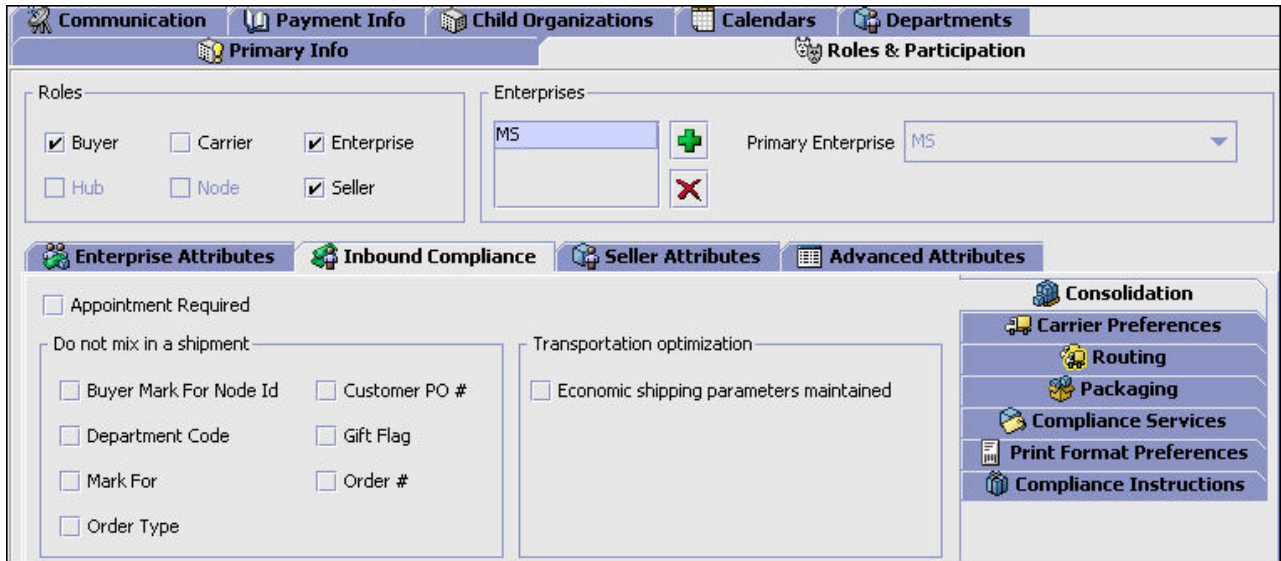 Communication Payment Info Child Organizations Calendars Departments
Primary Info Roles & Participation
Roles Enterprises
Buyer Carrier Enterprise MS Primary Enterprise MS
Hub Node Seller
Enterprise Attributes Inbound Compliance Seller Attributes Advanced Attributes
Appointment Required
Do not mix in a shipment
Buyer Mark For Node Id Customer PO #
Department Code Gift Flag
Mark For Order #
Order Type
Transportation optimization
Economic shipping parameters maintained
Consolidation
Carrier Preferences
Routing
Packaging
Compliance Services
Print Format Preferences
Compliance Instructions